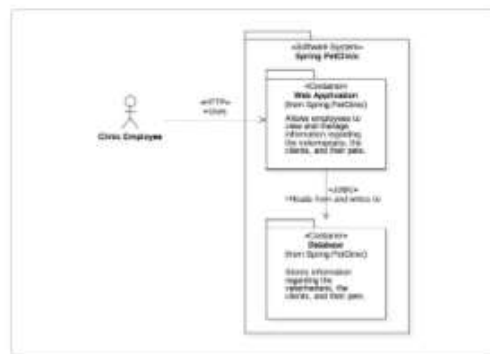 «Software System»
Spring PetClinic
«Container»
Web Application
(from Spring PetClinic)
Allows employees to
view and manage
information regarding
the veterinarians, the
clients, and their pets.
«HTTP»
+Uses
Clinic Employee
«JDBC»
+Reads from and writes to
«Container»
Database
(from Spring PetClinic)
Stores information
regarding the
veterinarians, the
clients, and their pets.